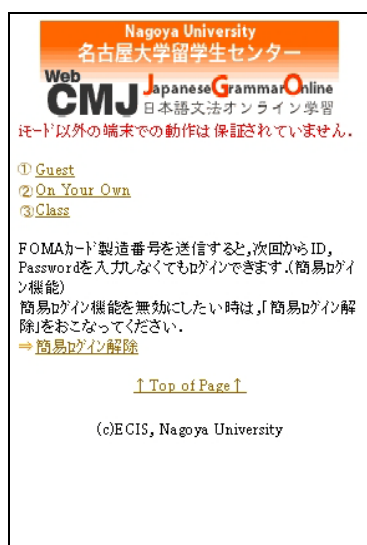 Nagoya University
名古屋大学留学生センター
Web
CMJ JapaneseGrammarOnline
日本語文法オンライン学習
iﾓｰﾄﾞ以外の端末での動作は保証されていません.
① Guest
② On Your Own
③ Class
FOMAｶｰﾄﾞ製造番号を送信すると,次回からID,
Passwordを入力しなくてもﾛｸﾞｲﾝできます.(簡易ﾛｸﾞｲ
ﾝ機能)
簡易ﾛｸﾞｲﾝ機能を無効にしたい時は,｢簡易ﾛｸﾞｲﾝ解
除｣をおこなってください.
⇒簡易ﾛｸﾞｲﾝ解除
↑Top of Page↑
(c)ECIS, Nagoya University